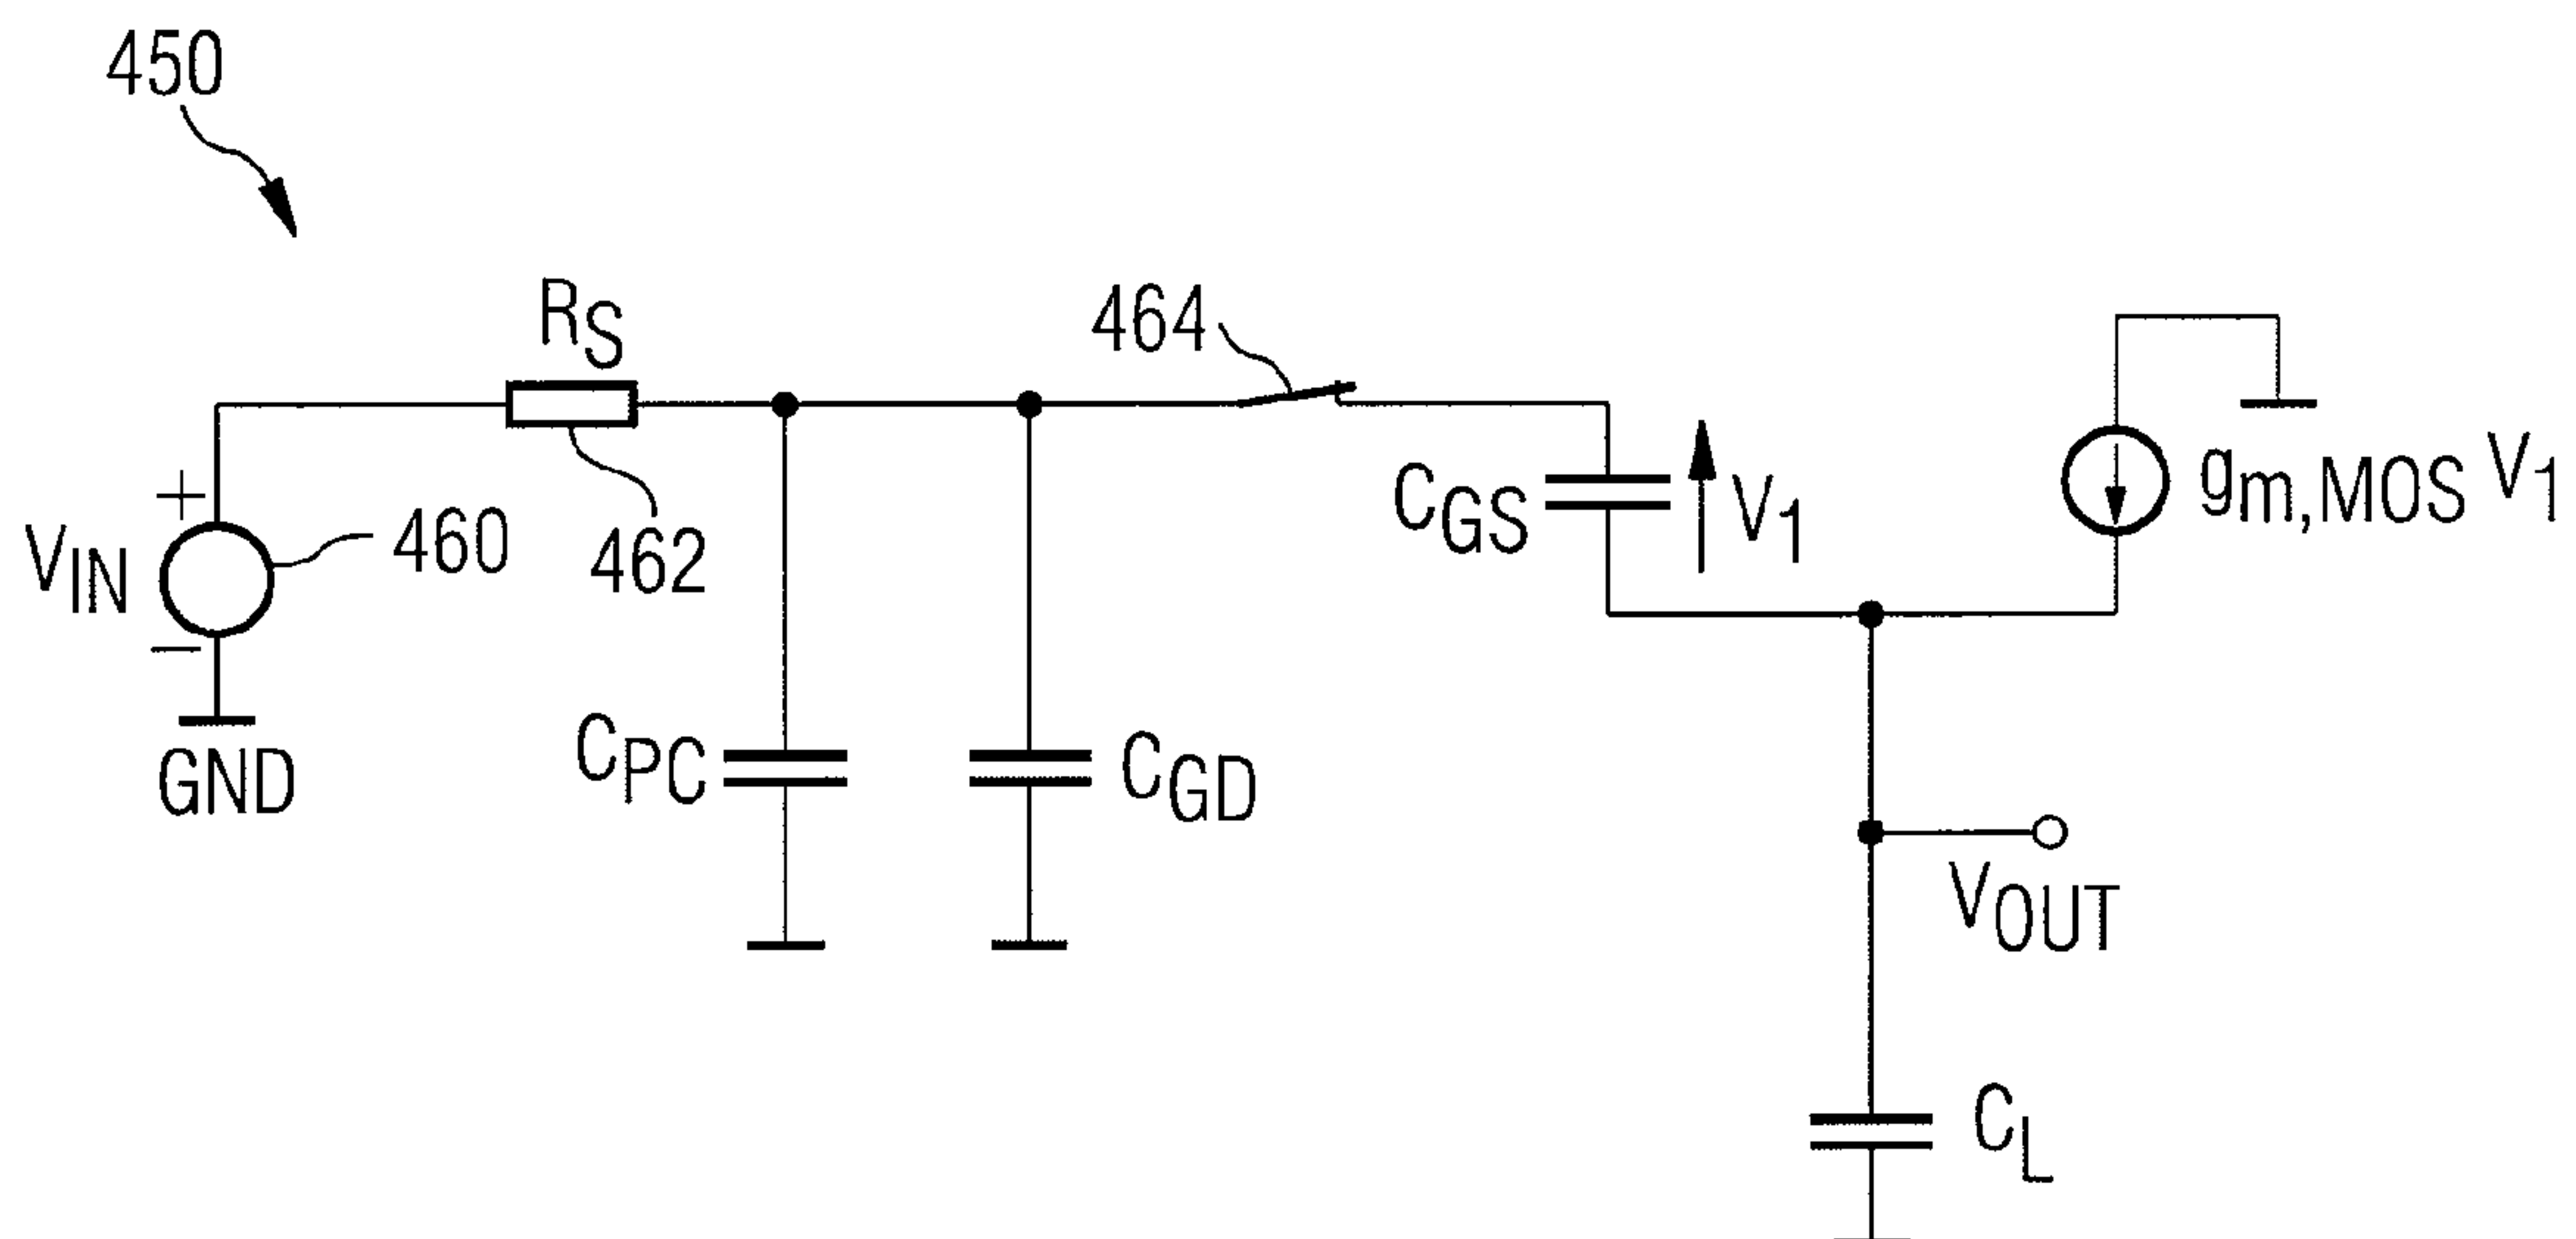 450
R_S
464
+
V_IN
460
462
C_GS
V_1
g_m,MOS V_1
−
GND
C_PC
C_GD
V_OUT
C_L